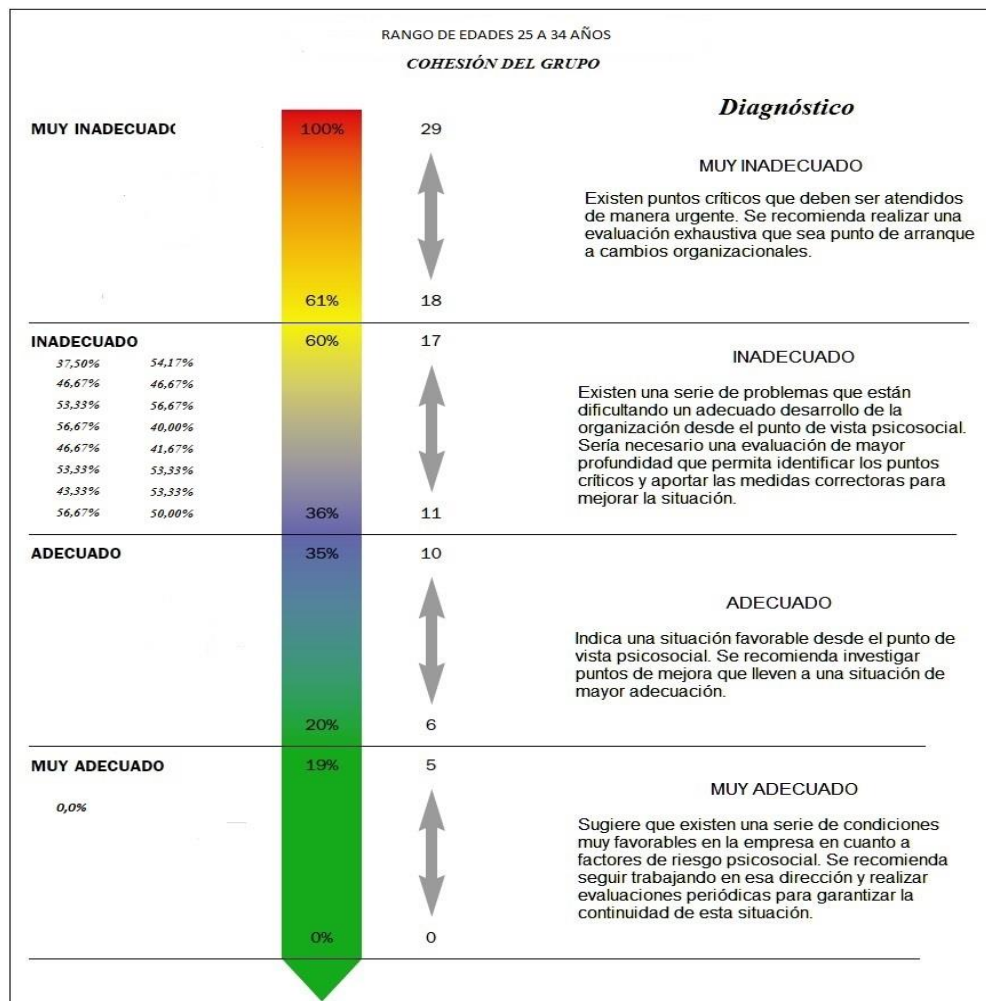 RANGO DE EDADES 25 A 34 AÑOS
COHESIÓN DEL GRUPO
Diagnóstico
MUY INADECUADO
100% 29
MUY INADECUADO
Existen puntos críticos que deben ser atendidos
de manera urgente. Se recomienda realizar una
evaluación exhaustiva que sea punto de arranque
a cambios organizacionales.
61% 18
INADECUADO
60% 17
37,50% 54,17%
46,67% 46,67%
53,33% 56,67%
56,67% 40,00%
46,67% 41,67%
53,33% 53,33%
43,33% 53,33%
56,67% 50,00%
INADECUADO
Existen una serie de problemas que están
dificultando un adecuado desarrollo de la
organización desde el punto de vista psicosocial.
Sería necesario una evaluación de mayor
profundidad que permita identificar los puntos
críticos y aportar las medidas correctoras para
mejorar la situación.
36% 11
ADECUADO
35% 10
ADECUADO
Indica una situación favorable desde el punto de
vista psicosocial. Se recomienda investigar
puntos de mejora que lleven a una situación de
mayor adecuación.
20% 6
MUY ADECUADO
19% 5
0,0%
MUY ADECUADO
Sugiere que existen una serie de condiciones
muy favorables en la empresa en cuanto a
factores de riesgo psicosocial. Se recomienda
seguir trabajando en esa dirección y realizar
evaluaciones periódicas para garantizar la
continuidad de esta situación.
0% 0